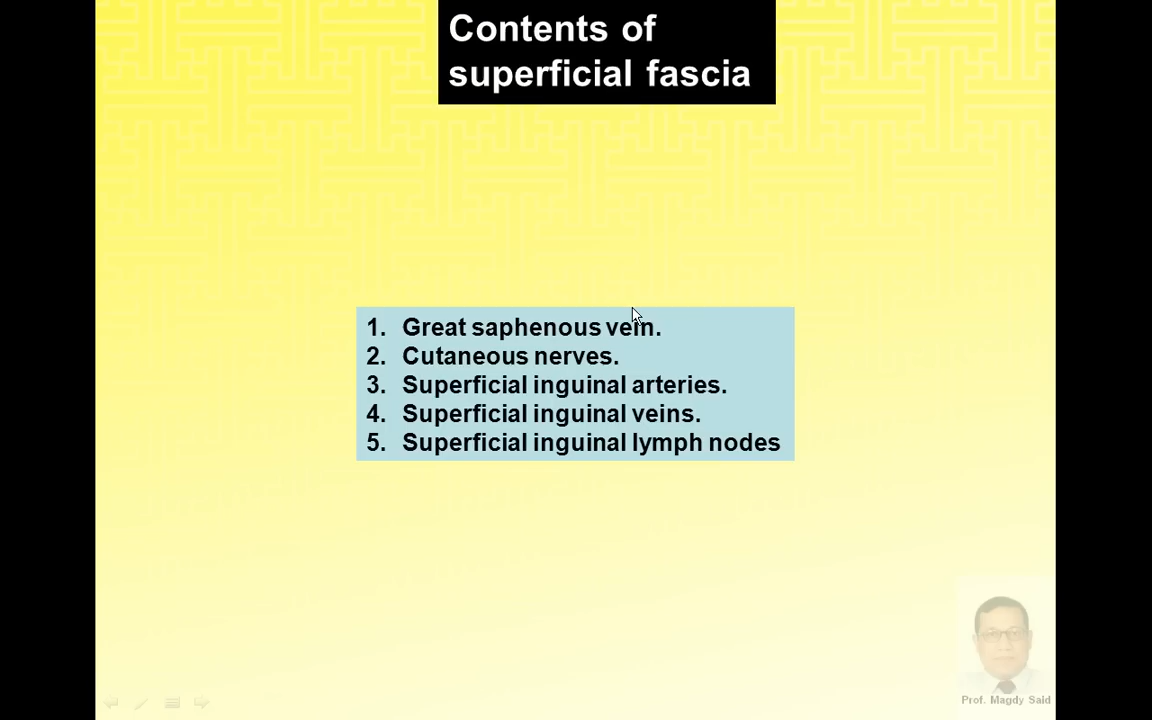 Contents of
superficial fascia
1. Great saphenous vein.
2. Cutaneous nerves.
3. Superficial inguinal arteries.
4. Superficial inguinal veins.
5. Superficial inguinal lymph nodes
Prof. Magdy Said